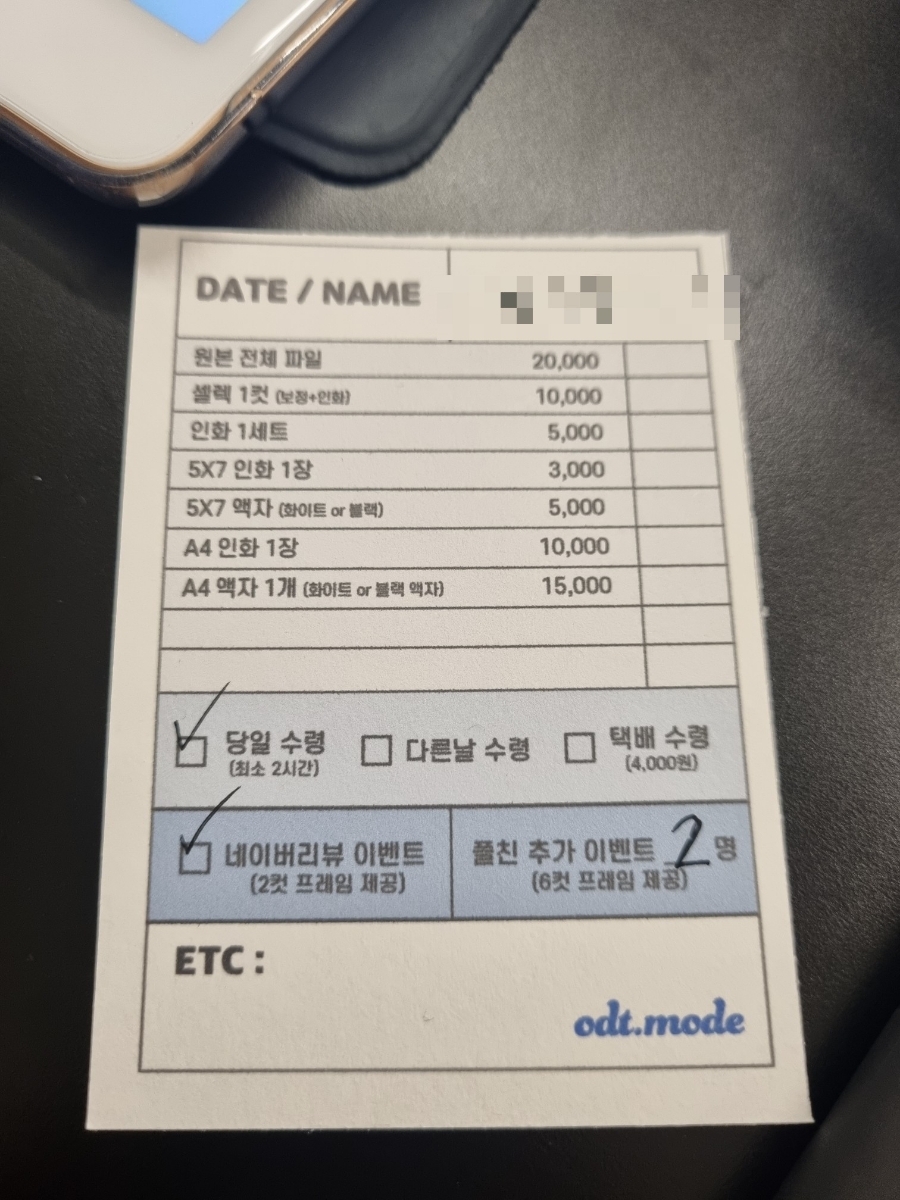 DATE / NAME
원본 전체 파일 20,000
셀렉 1컷 (보정+인화) 10,000
인화 1세트 5,000
5X7 인화 1장 3,000
5X7 액자 (화이트 or 블랙) 5,000
A4 인화 1장 10,000
A4 액자 1개 (화이트 or 블랙 액자) 15,000
당일 수령 다른날 수령 택배 수령
(최소 2시간) (4,000원)
네이버리뷰 이벤트 플친 추가 이벤트 2명
(2컷 프레임 제공) (6컷 프레임 제공)
ETC :
odt.mode